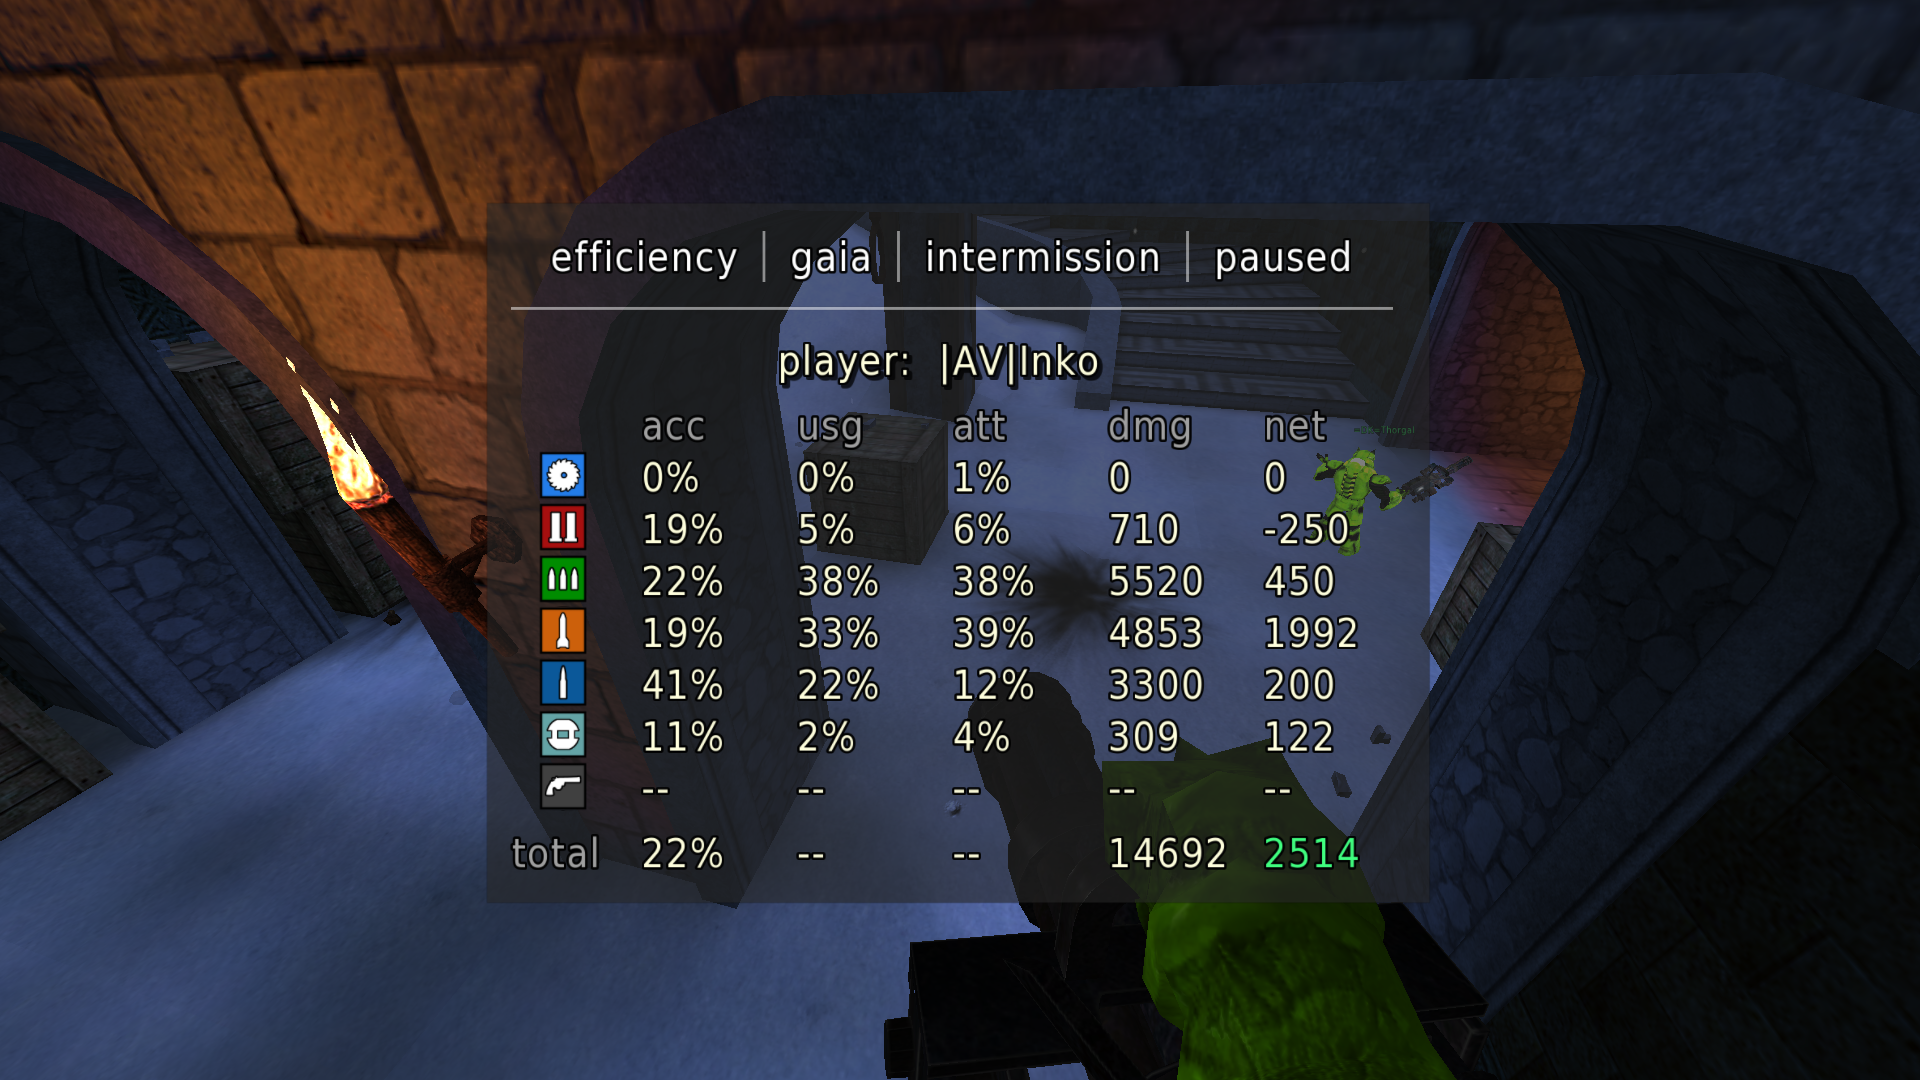 efficiency | gaia | intermission | paused
player: |AV|Inko
acc usg att dmg net
0% 0% 1% 0 0
19% 5% 6% 710 -250
22% 38% 38% 5520 450
19% 33% 39% 4853 1992
41% 22% 12% 3300 200
11% 2% 4% 309 122
-- -- -- -- --
total 22% -- -- 14692 2514